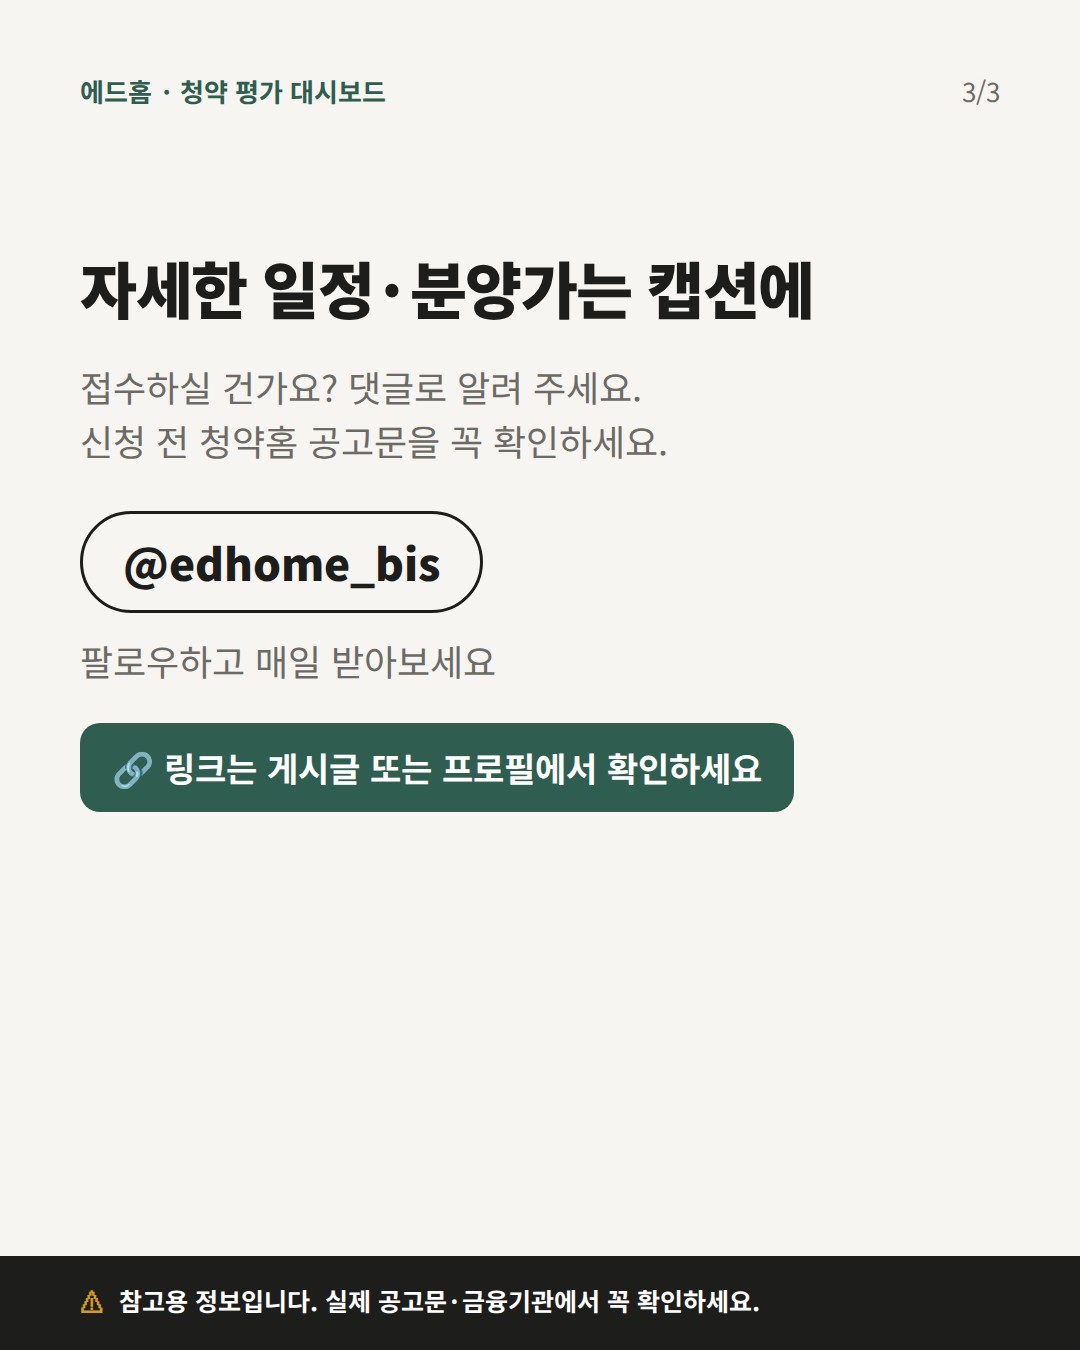 에드홈 · 청약 평가 대시보드
3/3
자세한 일정·분양가는 캡션에
접수하실 건가요? 댓글로 알려 주세요.
신청 전 청약홈 공고문을 꼭 확인하세요.
@edhome_bis
팔로우하고 매일 받아보세요
🔗 링크는 게시글 또는 프로필에서 확인하세요
⚠ 참고용 정보입니다. 실제 공고문·금융기관에서 꼭 확인하세요.